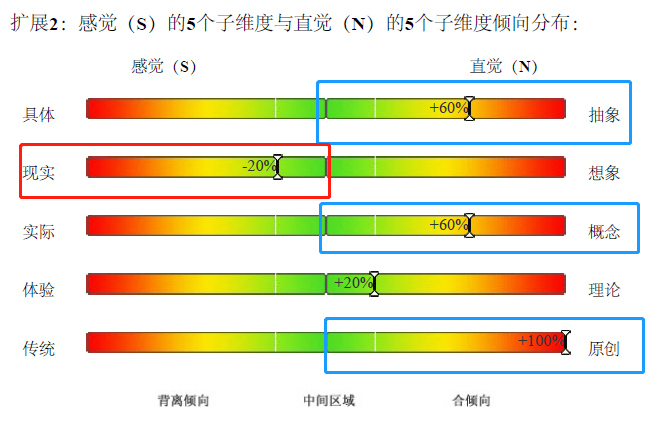 扩展2：感觉（S）的5个子维度与直觉（N）的5个子维度倾向分布：
感觉（S） 直觉（N）
具体 +60% 抽象
现实 -20% 想象
实际 +60% 概念
体验 +20% 理论
传统 +100% 原创
背离倾向 中间区域 合倾向